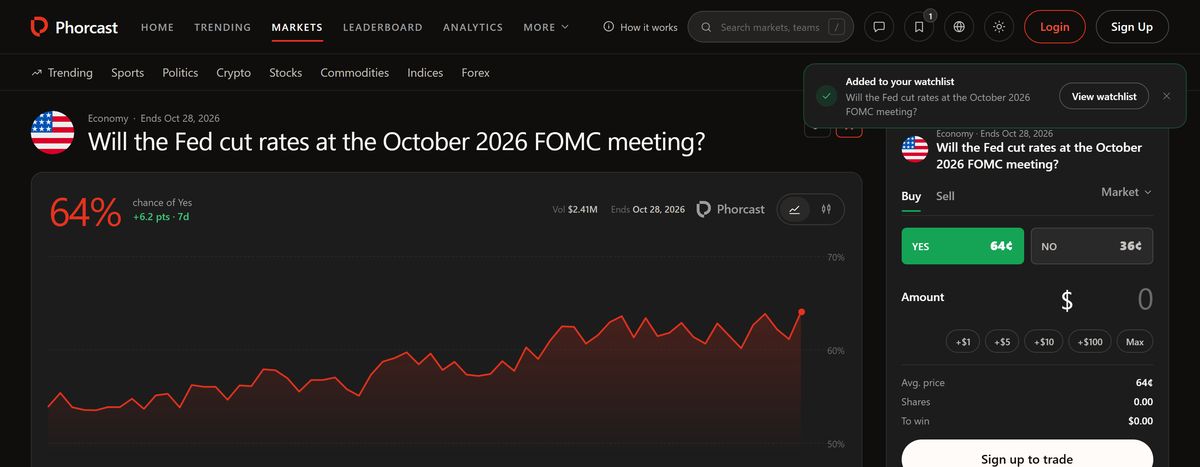 Phorcast
HOME
TRENDING
MARKETS
LEADERBOARD
ANALYTICS
MORE
How it works
Search markets, teams
/
1
Login
Sign Up
Trending
Sports
Politics
Crypto
Stocks
Commodities
Indices
Forex
Added to your watchlist
Will the Fed cut rates at the October 2026
FOMC meeting?
View watchlist
Economy · Ends Oct 28, 2026
Will the Fed cut rates at the October 2026 FOMC meeting?
64%
chance of Yes
+6.2 pts · 7d
Vol $2.41M
Ends Oct 28, 2026
Phorcast
70%
60%
50%
Economy · Ends Oct 28, 2026
Will the Fed cut rates at the October
2026 FOMC meeting?
Buy
Sell
Market
YES 64¢
NO 36¢
Amount
$ 0
+$1
+$5
+$10
+$100
Max
Avg. price 64¢
Shares 0.00
To win $0.00
Sign up to trade